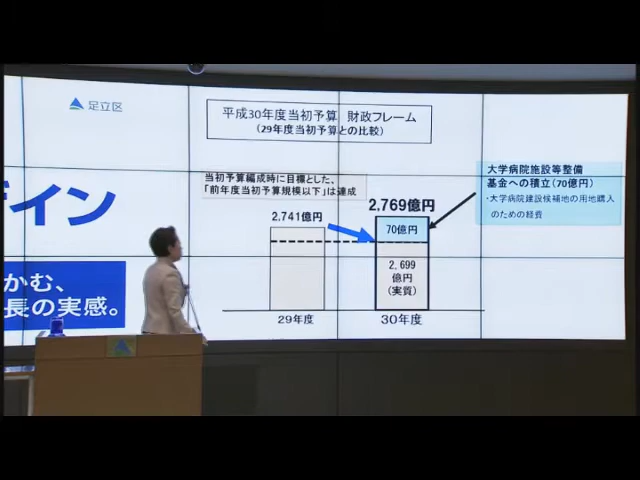 足立区
平成30年度当初予算 財政フレーム
(29年度当初予算との比較)
当初予算編成時に目標とした、
「前年度当初予算規模以下」は達成
大学病院施設等整備
基金への積立(70億円)
・大学病院建設候補地の用地購入
のための経費
2,769億円
2,741億円
70億円
2,699
億円
(実質)
29年度
30年度
イン
かむ、
長の実感。